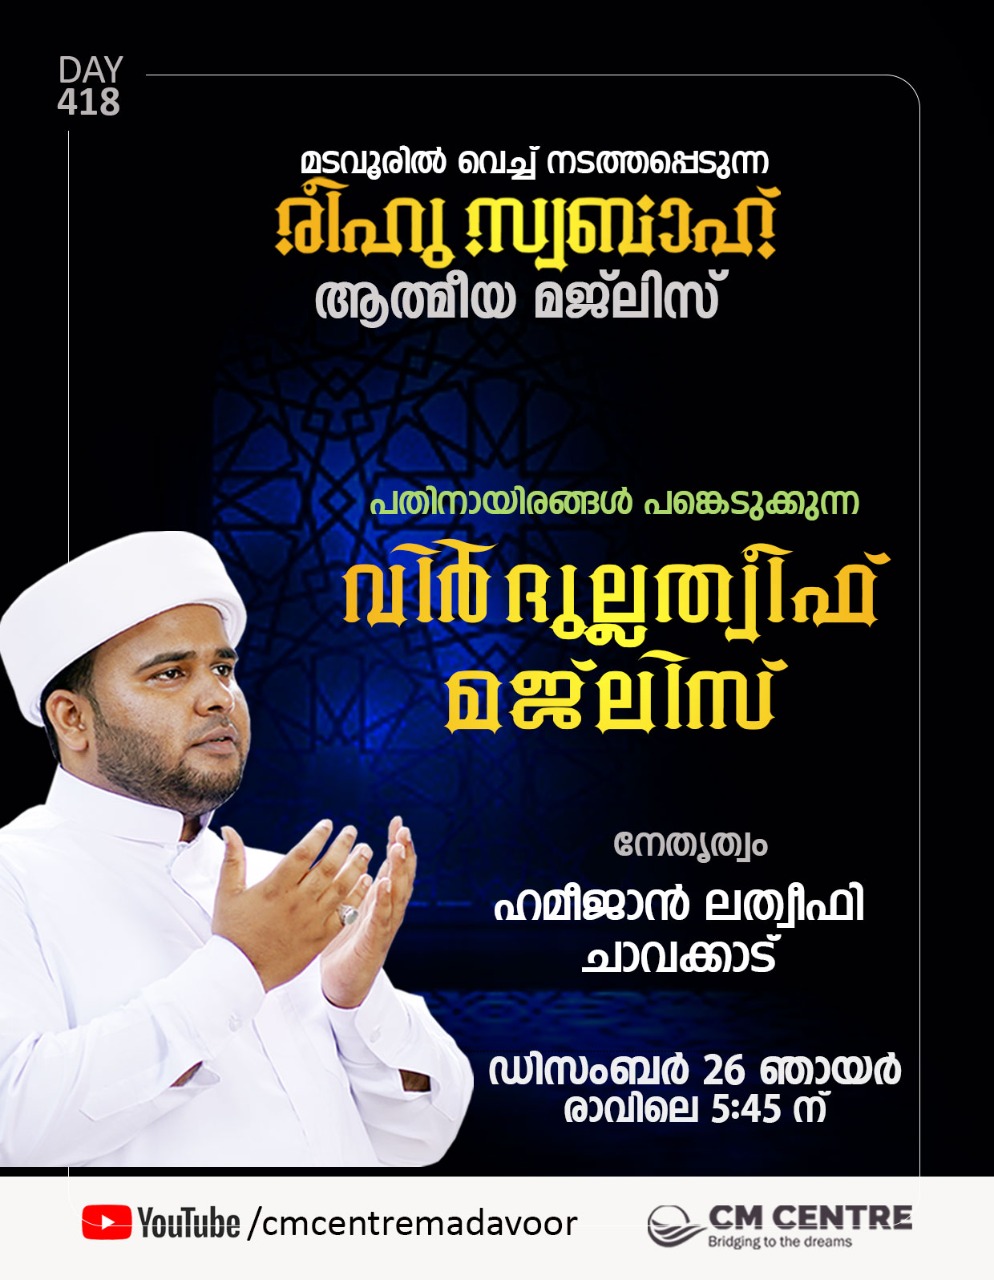 DAY
418
മടവൂരിൽ വെച്ച് നടത്തപ്പെടുന്ന
രീഹു സ്വബാഹ്
ആത്മീയ മജ്ലിസ്
പതിനായിരങ്ങൾ പങ്കെടുക്കുന്ന
വിർദുല്ലത്വീഫ്
മജ്ലിസ്
നേതൃത്വം
ഹമീജാൻ ലത്വീഫി
ചാവക്കാട്
ഡിസംബർ 26 ഞായർ
രാവിലെ 5:45 ന്
YouTube /cmcentremadavoor
CM CENTRE
Bridging to the dreams